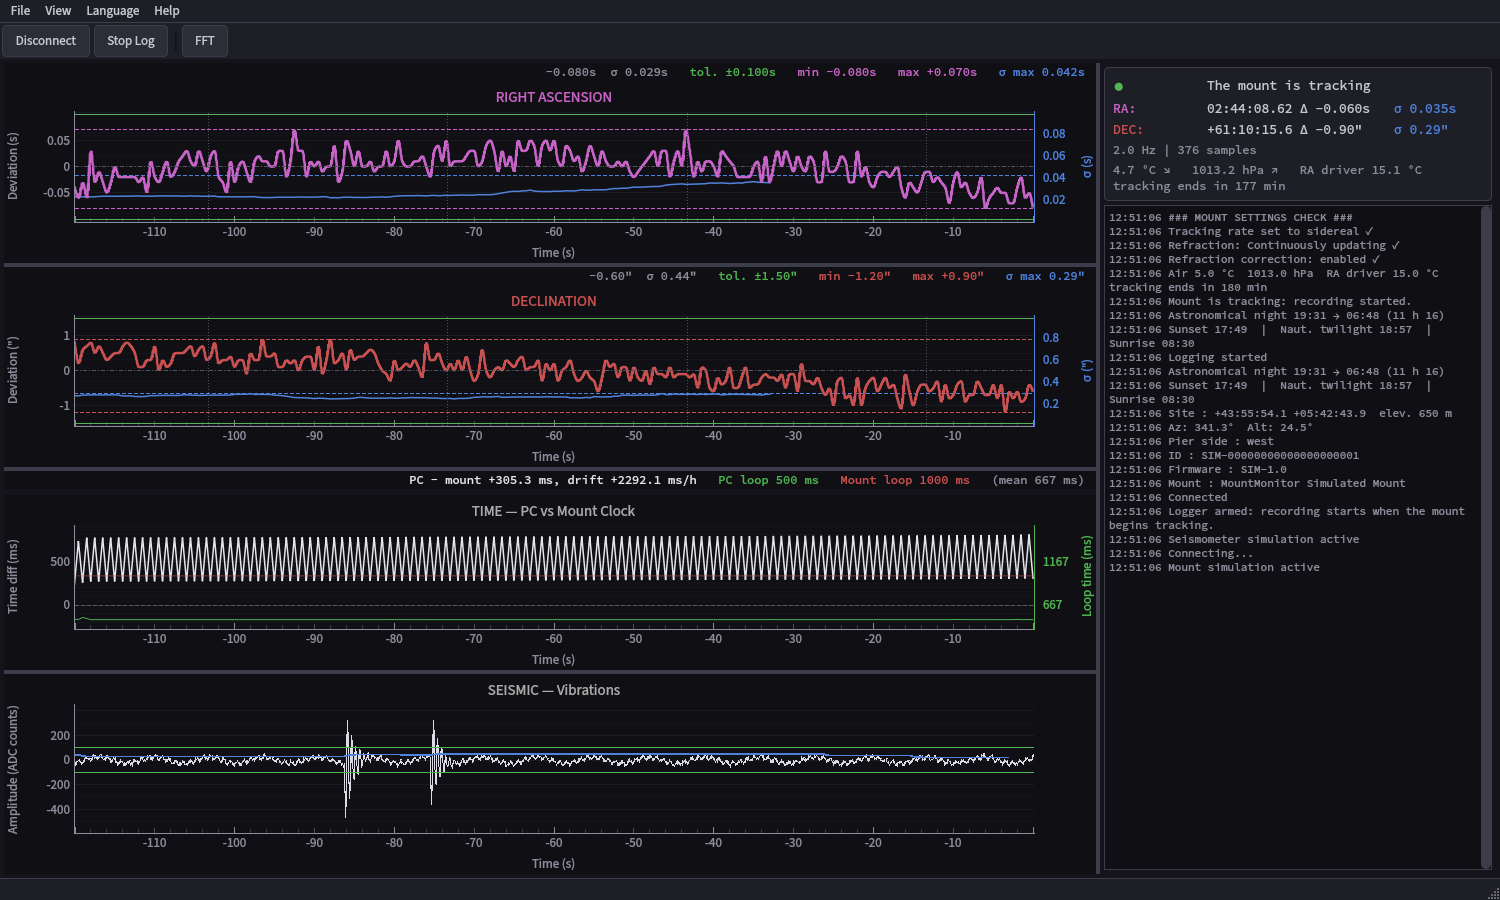 File View Language Help
Disconnect Stop Log FFT
-0.080s σ 0.029s tol. ±0.100s min -0.080s max +0.070s σ max 0.042s
RIGHT ASCENSION
Deviation (s)
0.05
0
-0.05
0.08
0.06
0.04
0.02
σ (s)
-110 -100 -90 -80 -70 -60 -50 -40 -30 -20 -10
Time (s)
-0.60" σ 0.44" tol. ±1.50" min -1.20" max +0.90" σ max 0.29"
DECLINATION
Deviation (")
1
0
-1
0.8
0.6
0.4
0.2
σ (")
-110 -100 -90 -80 -70 -60 -50 -40 -30 -20 -10
Time (s)
PC - mount +305.3 ms, drift +2292.1 ms/h PC loop 500 ms Mount loop 1000 ms (mean 667 ms)
TIME — PC vs Mount Clock
Time diff (ms)
500
0
1167
667
Loop time (ms)
-110 -100 -90 -80 -70 -60 -50 -40 -30 -20 -10
Time (s)
SEISMIC — Vibrations
Amplitude (ADC counts)
200
0
-200
-400
-110 -100 -90 -80 -70 -60 -50 -40 -30 -20 -10
Time (s)
The mount is tracking
RA: 02:44:08.62 Δ -0.060s σ 0.035s
DEC: +61:10:15.6 Δ -0.90" σ 0.29"
2.0 Hz | 376 samples
4.7 °C ↘ 1013.2 hPa ↗ RA driver 15.1 °C
tracking ends in 177 min
12:51:06 ### MOUNT SETTINGS CHECK ###
12:51:06 Tracking rate set to sidereal ✓
12:51:06 Refraction: Continuously updating ✓
12:51:06 Refraction correction: enabled ✓
12:51:06 Air 5.0 °C 1013.0 hPa RA driver 15.0 °C
tracking ends in 180 min
12:51:06 Mount is tracking: recording started.
12:51:06 Astronomical night 19:31 → 06:48 (11 h 16)
12:51:06 Sunset 17:49 | Naut. twilight 18:57 |
Sunrise 08:30
12:51:06 Logging started
12:51:06 Astronomical night 19:31 → 06:48 (11 h 16)
12:51:06 Sunset 17:49 | Naut. twilight 18:57 |
Sunrise 08:30
12:51:06 Site : +43:55:54.1 +05:42:43.9 elev. 650 m
12:51:06 Az: 341.3° Alt: 24.5°
12:51:06 Pier side : west
12:51:06 ID : SIM-00000000000000000001
12:51:06 Firmware : SIM-1.0
12:51:06 Mount : MountMonitor Simulated Mount
12:51:06 Connected
12:51:06 Logger armed: recording starts when the mount
begins tracking.
12:51:06 Seismometer simulation active
12:51:06 Connecting...
12:51:06 Mount simulation active